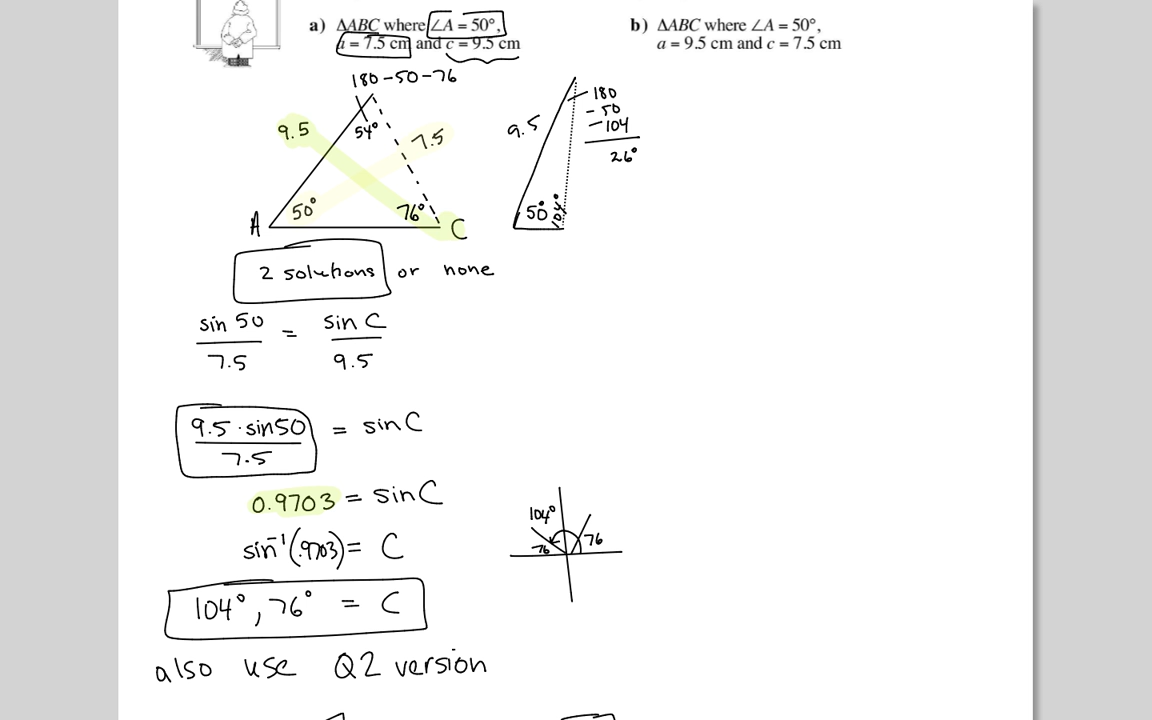 a) ΔABC where ∠A = 50°,
a = 7.5 cm and c = 9.5 cm
b) ΔABC where ∠A = 50°,
a = 9.5 cm and c = 7.5 cm
180-50-76
9.5
54°
7.5
A 50° 76° C
9.5
180
-50
-104
26°
50° 104°
2 solutions or none
sin 50 = sin C
7.5 9.5
9.5 · sin50 = sin C
7.5
0.9703 = sin C
sin⁻¹(.9703) = C
104°, 76° = C
104°
76 76
also use Q2 version